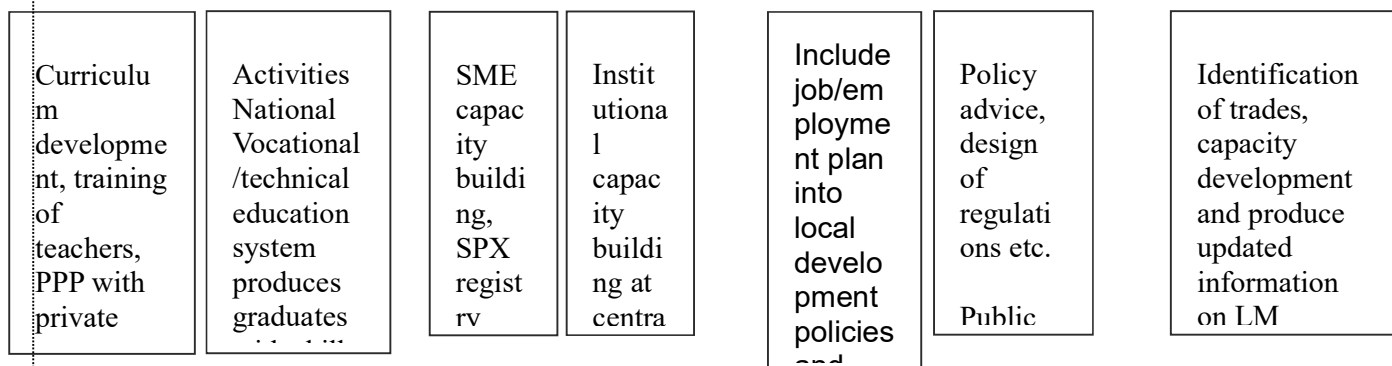 Curriculu
m
developme
nt, training
of
teachers,
PPP with
private
Activities
National
Vocational
/technical
education
system
produces
graduates
SME
capac
ity
buildi
ng,
SPX
regist
ry
Instit
utiona
l
capac
ity
buildi
ng at
centra
Include
job/em
ployme
nt plan
into
local
develo
pment
policies
and
Policy
advice,
design
of
regulati
ons etc.
Public
Identification
of trades,
capacity
development
and produce
updated
information
on LM